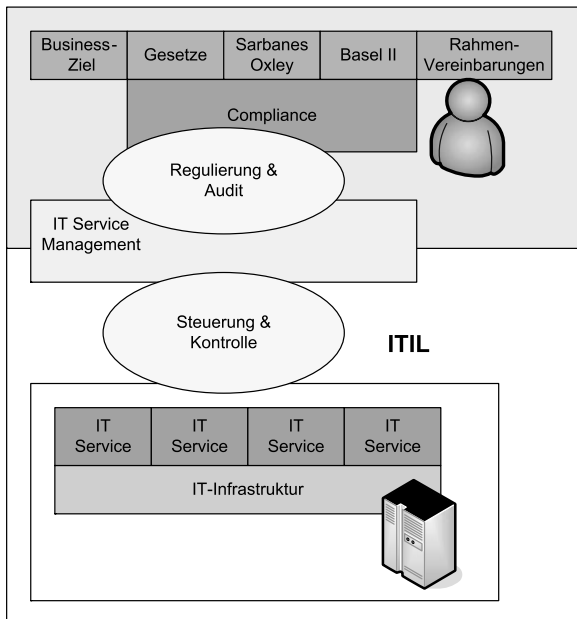 Business-
Ziel
Gesetze
Sarbanes
Oxley
Basel II
Rahmen-
Vereinbarungen
Compliance
Regulierung &
Audit
IT Service
Management
Steuerung &
Kontrolle
ITIL
IT
Service
IT
Service
IT
Service
IT
Service
IT-Infrastruktur